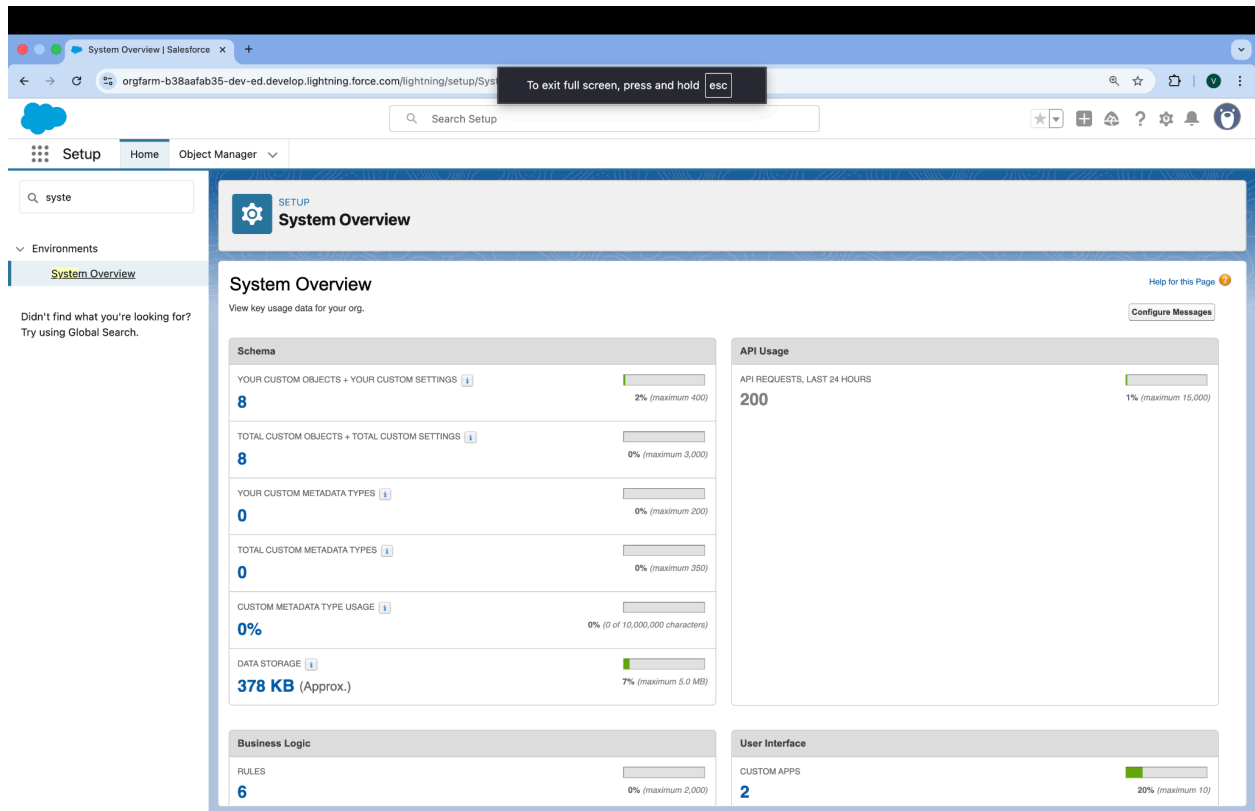 System Overview | Salesforce
orgfarm-b38aafab35-dev-ed.develop.lightning.force.com/lightning/setup/Syst
To exit full screen, press and hold esc
V
Search Setup
Setup
Home
Object Manager
syste
Environments
System Overview
Didn't find what you're looking for?
Try using Global Search.
SETUP
System Overview
System Overview
Help for this Page ?
View key usage data for your org.
Configure Messages
Schema
YOUR CUSTOM OBJECTS + YOUR CUSTOM SETTINGS i
8
2% (maximum 400)
TOTAL CUSTOM OBJECTS + TOTAL CUSTOM SETTINGS i
8
0% (maximum 3,000)
YOUR CUSTOM METADATA TYPES i
0
0% (maximum 200)
TOTAL CUSTOM METADATA TYPES i
0
0% (maximum 350)
CUSTOM METADATA TYPE USAGE i
0%
0% (0 of 10,000,000 characters)
DATA STORAGE i
378 KB (Approx.)
7% (maximum 5.0 MB)
API Usage
API REQUESTS, LAST 24 HOURS
200
1% (maximum 15,000)
Business Logic
RULES
6
0% (maximum 2,000)
User Interface
CUSTOM APPS
2
20% (maximum 10)